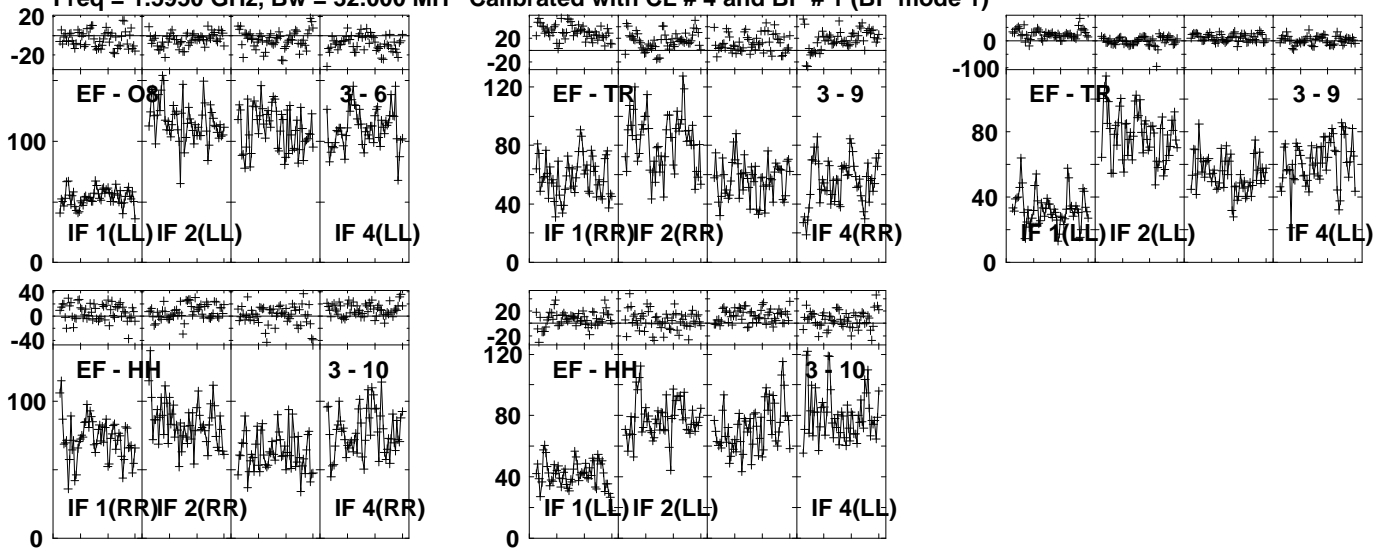 Freq = 1.5950 GHz, Bw = 32.000 MH Calibrated with CL # 4 and BP # 1 (BP mode 1)
20
0
-20
EF - O8 3 - 6
100
IF 1(LL) IF 2(LL) IF 4(LL)
0
20
-20
120
EF - TR 3 - 9
80
40
IF 1(RR) IF 2(RR) IF 4(RR)
0
0
-100
EF - TR 3 - 9
80
40
IF 1(LL) IF 2(LL) IF 4(LL)
0
40
0
-40
EF - HH 3 - 10
100
IF 1(RR) IF 2(RR) IF 4(RR)
0
20
-20
120
EF - HH 3 - 10
80
40
IF 1(LL) IF 2(LL) IF 4(LL)
0